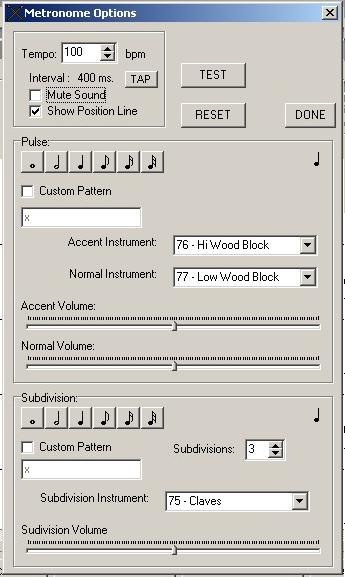 Metronome Options
Tempo: 100 bpm
Interval : 400 ms. TAP
Mute Sound
Show Position Line
TEST
RESET DONE
Pulse:
Custom Pattern
x
Accent Instrument: 76 - Hi Wood Block
Normal Instrument: 77 - Low Wood Block
Accent Volume:
Normal Volume:
Subdivision:
Custom Pattern Subdivisions: 3
x
Subdivision Instrument: 75 - Claves
Sudivision Volume